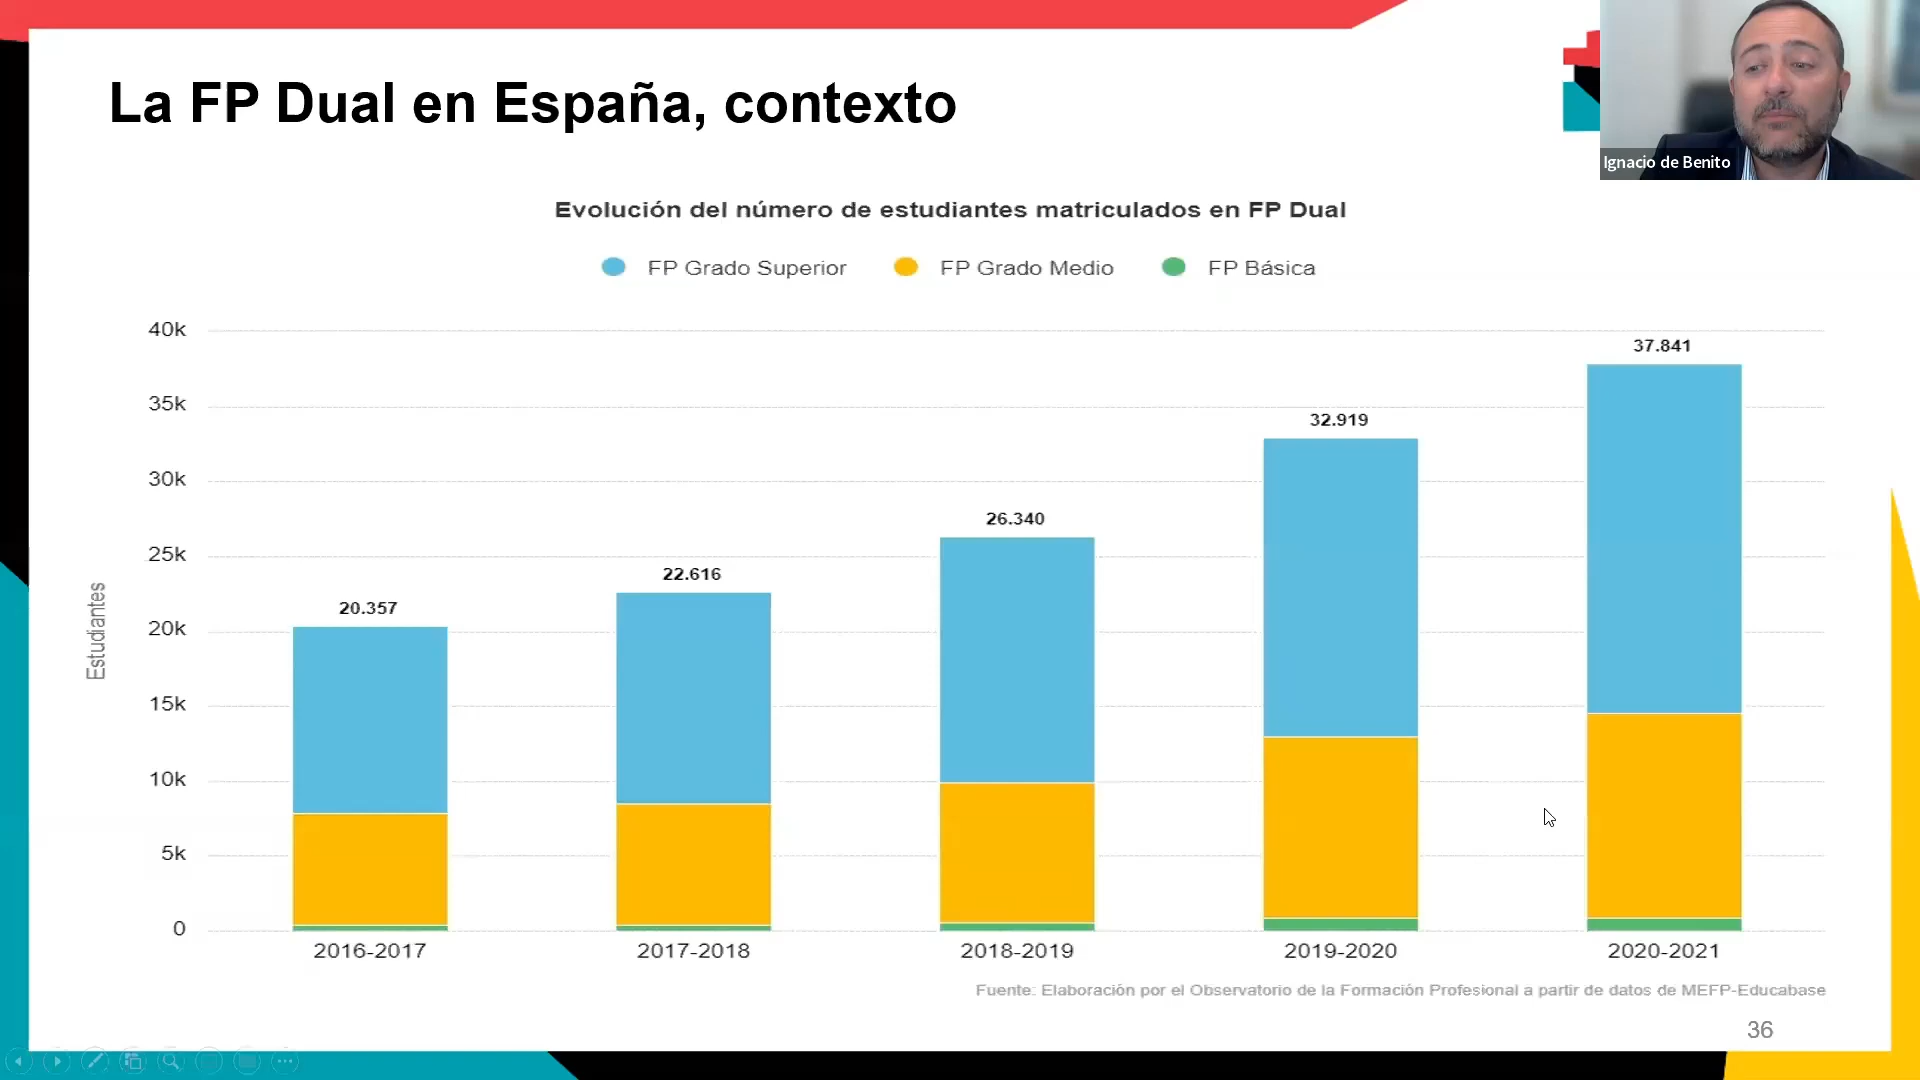 La FP Dual en España, contexto
Ignacio de Benito
Evolución del número de estudiantes matriculados en FP Dual
FP Grado Superior FP Grado Medio FP Básica
Estudiantes
40k
35k
30k
25k
20k
15k
10k
5k
0
20.357
22.616
26.340
32.919
37.841
2016-2017 2017-2018 2018-2019 2019-2020 2020-2021
Fuente: Elaboración por el Observatorio de la Formación Profesional a partir de datos de MEFP-Educabase
36